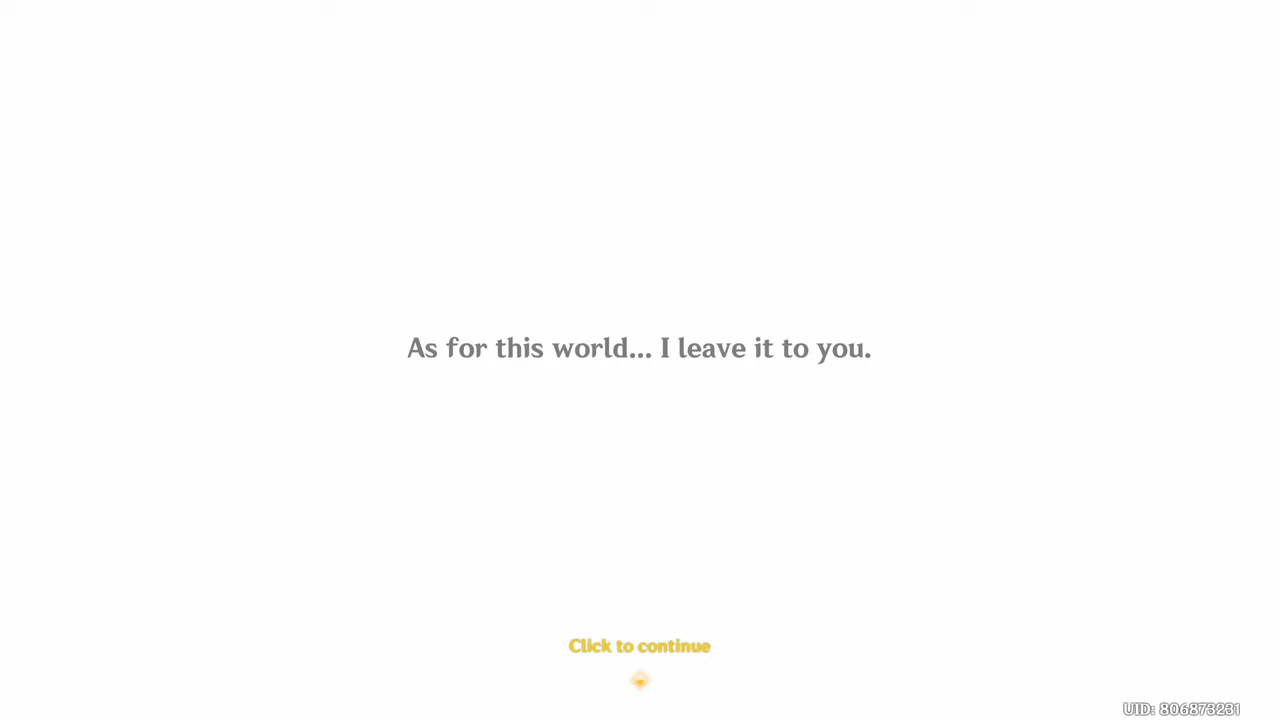 As for this world... I leave it to you.
Click to continue
UID: 806873231